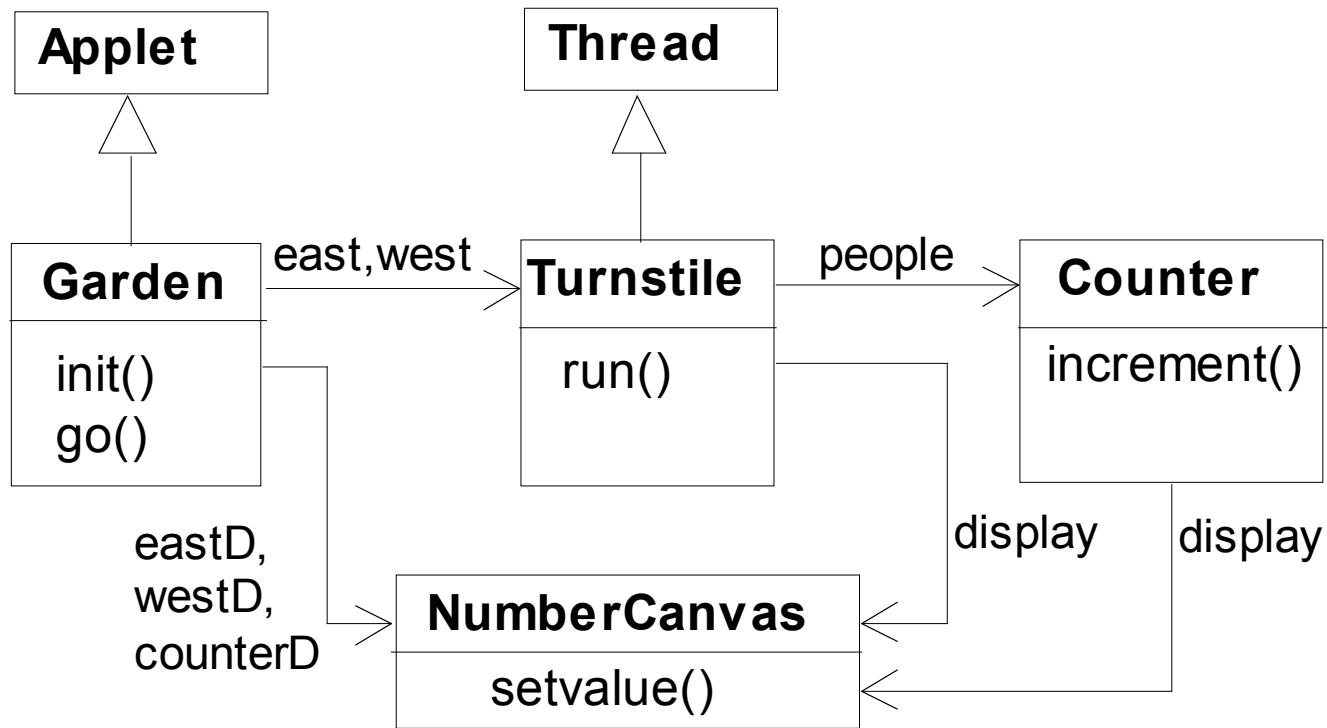 Applet
Thread
east,west
people
Garden
Turnstile
Counter
init()
go()
run()
increment()
eastD,
westD,
counterD
display
display
NumberCanvas
setvalue()